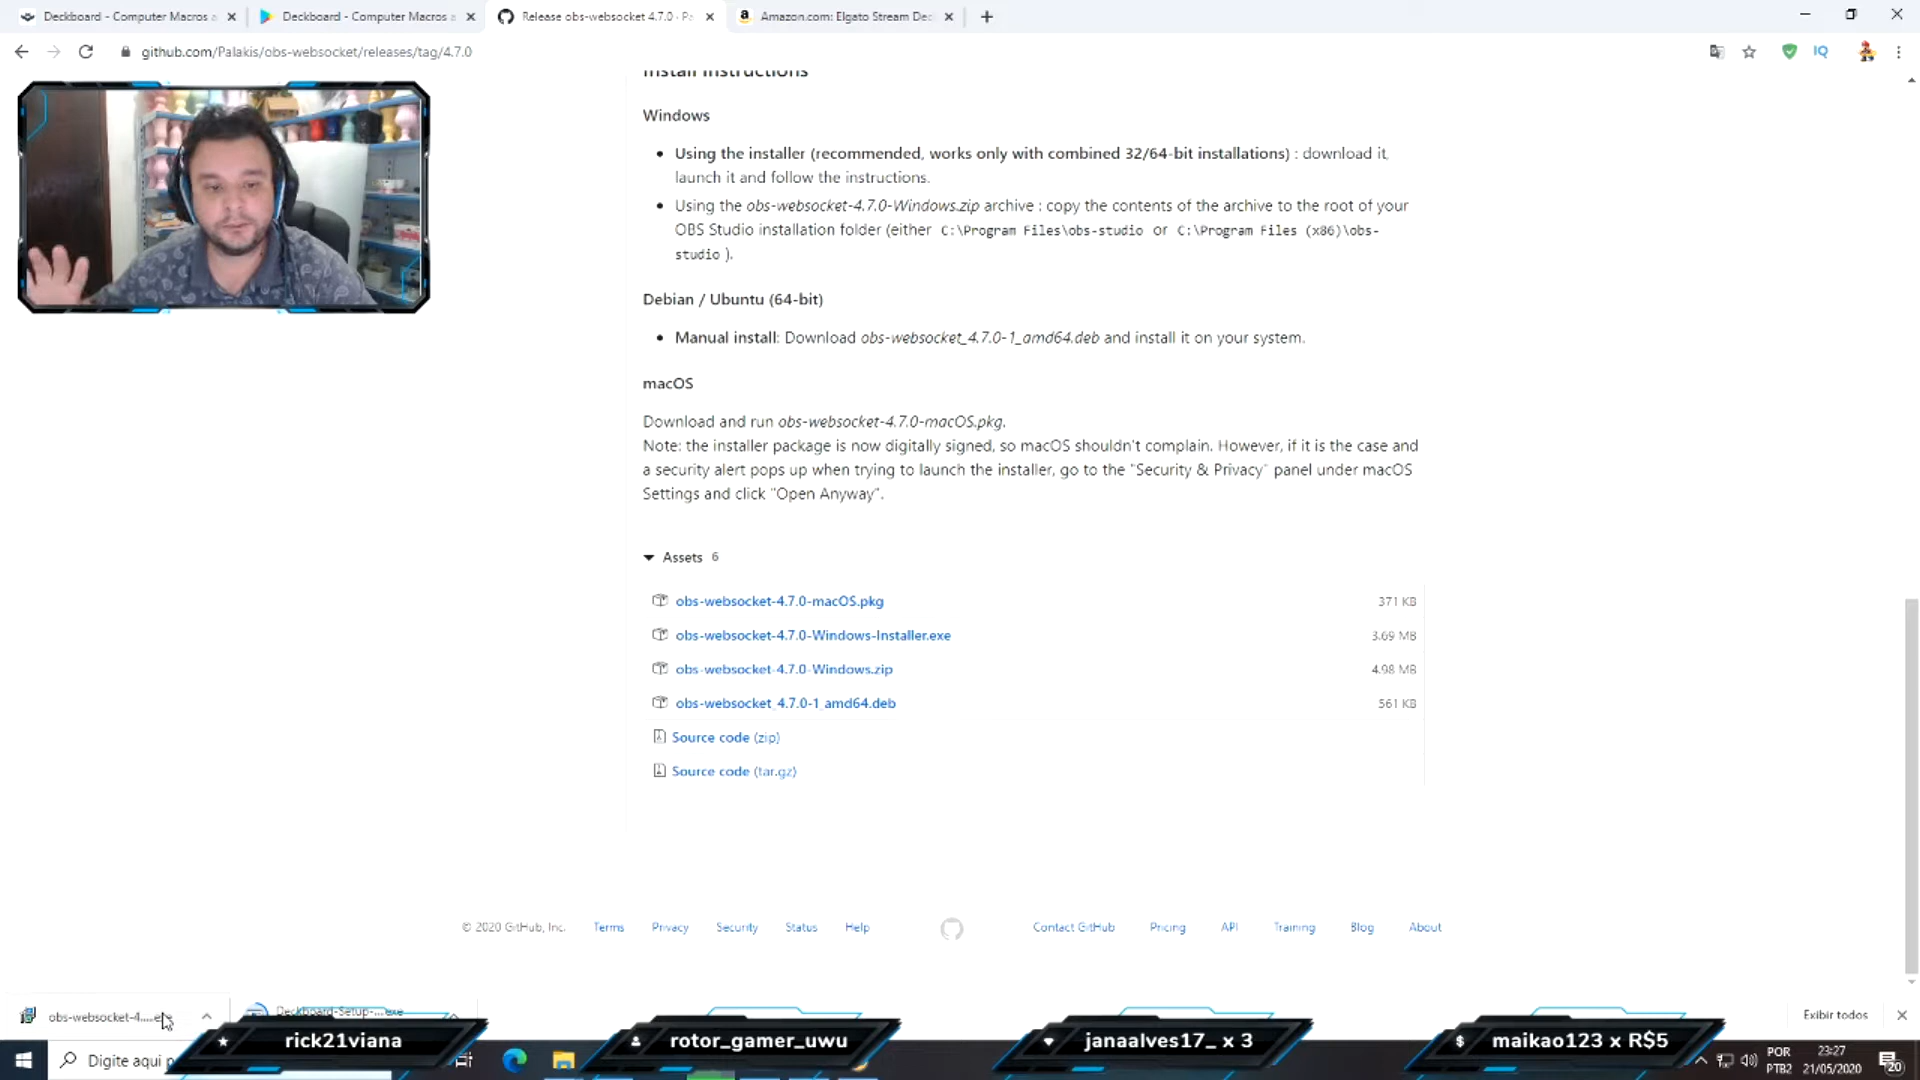 Deckboard - Computer Macros a
Deckboard - Computer Macros a
Release obs-websocket 4.7.0 · Pa
Amazon.com: Elgato Stream Dec
github.com/Palakis/obs-websocket/releases/tag/4.7.0
IQ
Install Instructions
Windows
Using the installer (recommended, works only with combined 32/64-bit installations) : download it,
launch it and follow the instructions.
Using the obs-websocket-4.7.0-Windows.zip archive : copy the contents of the archive to the root of your
OBS Studio installation folder (either C:\Program Files\obs-studio or C:\Program Files (x86)\obs-
studio ).
Debian / Ubuntu (64-bit)
Manual install: Download obs-websocket_4.7.0-1_amd64.deb and install it on your system.
macOS
Download and run obs-websocket-4.7.0-macOS.pkg.
Note: the installer package is now digitally signed, so macOS shouldn't complain. However, if it is the case and
a security alert pops up when trying to launch the installer, go to the "Security & Privacy" panel under macOS
Settings and click "Open Anyway".
Assets 6
obs-websocket-4.7.0-macOS.pkg 371 KB
obs-websocket-4.7.0-Windows-Installer.exe 3.69 MB
obs-websocket-4.7.0-Windows.zip 4.98 MB
obs-websocket_4.7.0-1_amd64.deb 561 KB
Source code (zip)
Source code (tar.gz)
© 2020 GitHub, Inc. Terms Privacy Security Status Help Contact GitHub Pricing API Training Blog About
obs-websocket-4....exe
Deckboard-Setup-....exe
Exibir todos
rick21viana
rotor_gamer_uwu
janaalves17_ x 3
maikao123 x R$5
Digite aqui p
POR
PTB2
23:27
21/05/2020
20